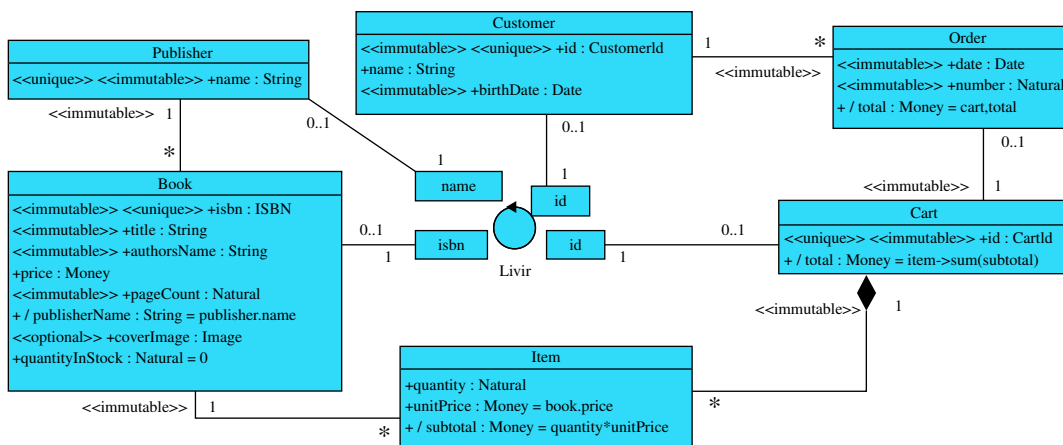 Customer
<<immutable>> <<unique>> +id : CustomerId
+name : String
<<immutable>> +birthDate : Date
Order
<<immutable>> +date : Date
<<immutable>> +number : Natural
+ / total : Money = cart,total
Publisher
<<unique>> <<immutable>> +name : String
1
*
<<immutable>>
<<immutable>>
1
*
0..1
1
0..1
1
0..1
1
<<immutable>>
name
id
isbn
id
Livir
0..1
1
1
0..1
Book
<<immutable>> <<unique>> +isbn : ISBN
<<immutable>> +title : String
<<immutable>> +authorsName : String
+price : Money
<<immutable>> +pageCount : Natural
+ / publisherName : String = publisher.name
<<optional>> +coverImage : Image
+quantityInStock : Natural = 0
Cart
<<unique>> <<immutable>> +id : CartId
+ / total : Money = item->sum(subtotal)
<<immutable>>
1
*
Item
+quantity : Natural
+unitPrice : Money = book.price
+ / subtotal : Money = quantity*unitPrice
<<immutable>>
1
*